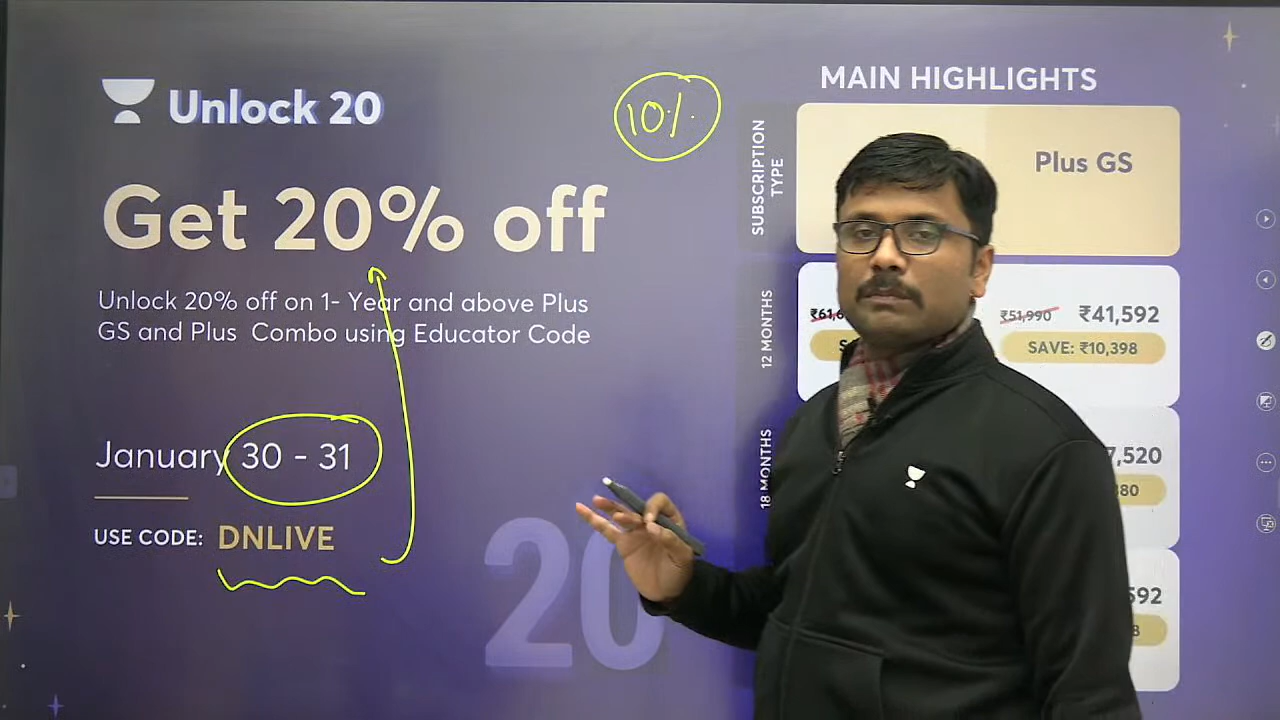 Unlock 20
Get 20% off
Unlock 20% off on 1- Year and above Plus
GS and Plus Combo using Educator Code
January 30 - 31
USE CODE: DNLIVE
20
10%
MAIN HIGHLIGHTS
SUBSCRIPTION
TYPE
Plus GS
12 MONTHS
₹51,990 ₹41,592
SAVE: ₹10,398
18 MONTHS